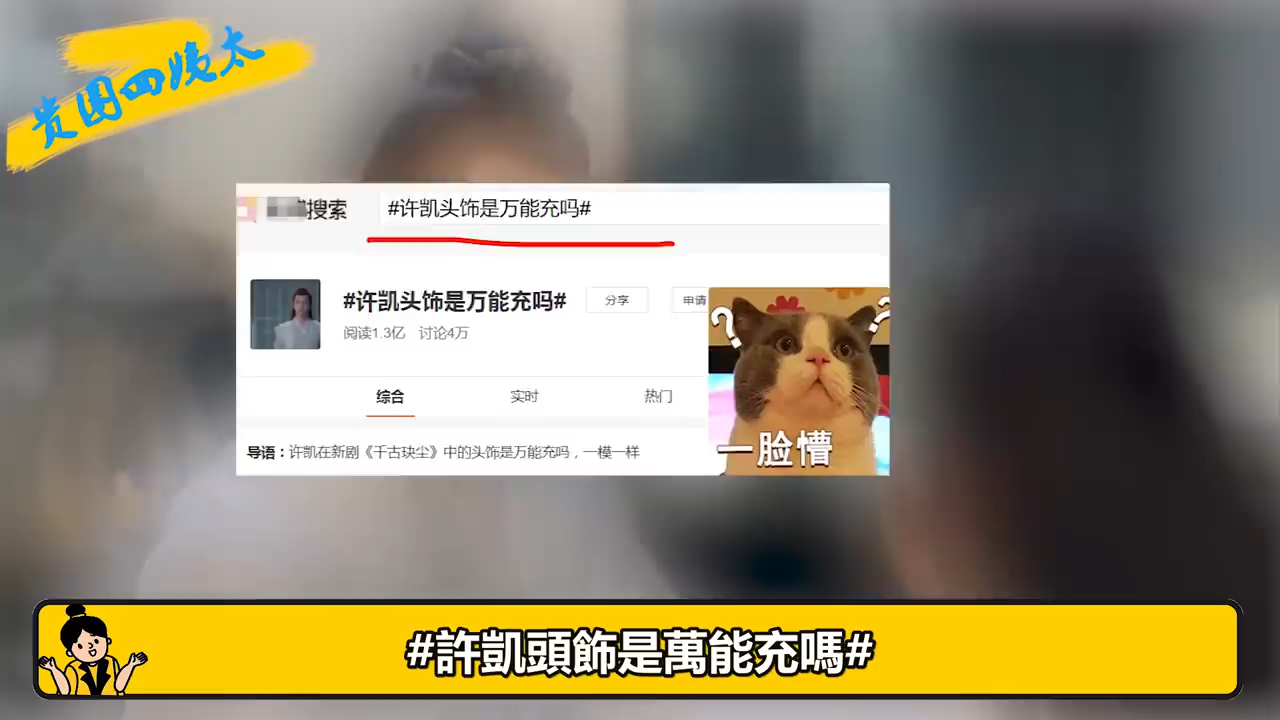 贵圈四姨太
搜索
#许凯头饰是万能充吗#
#许凯头饰是万能充吗#
分享
申请
阅读1.3亿 讨论4万
综合
实时
热门
导语：许凯在新剧《千古玦尘》中的头饰是万能充吗，一模一样
? ?
一脸懵
#許凱頭飾是萬能充嗎#